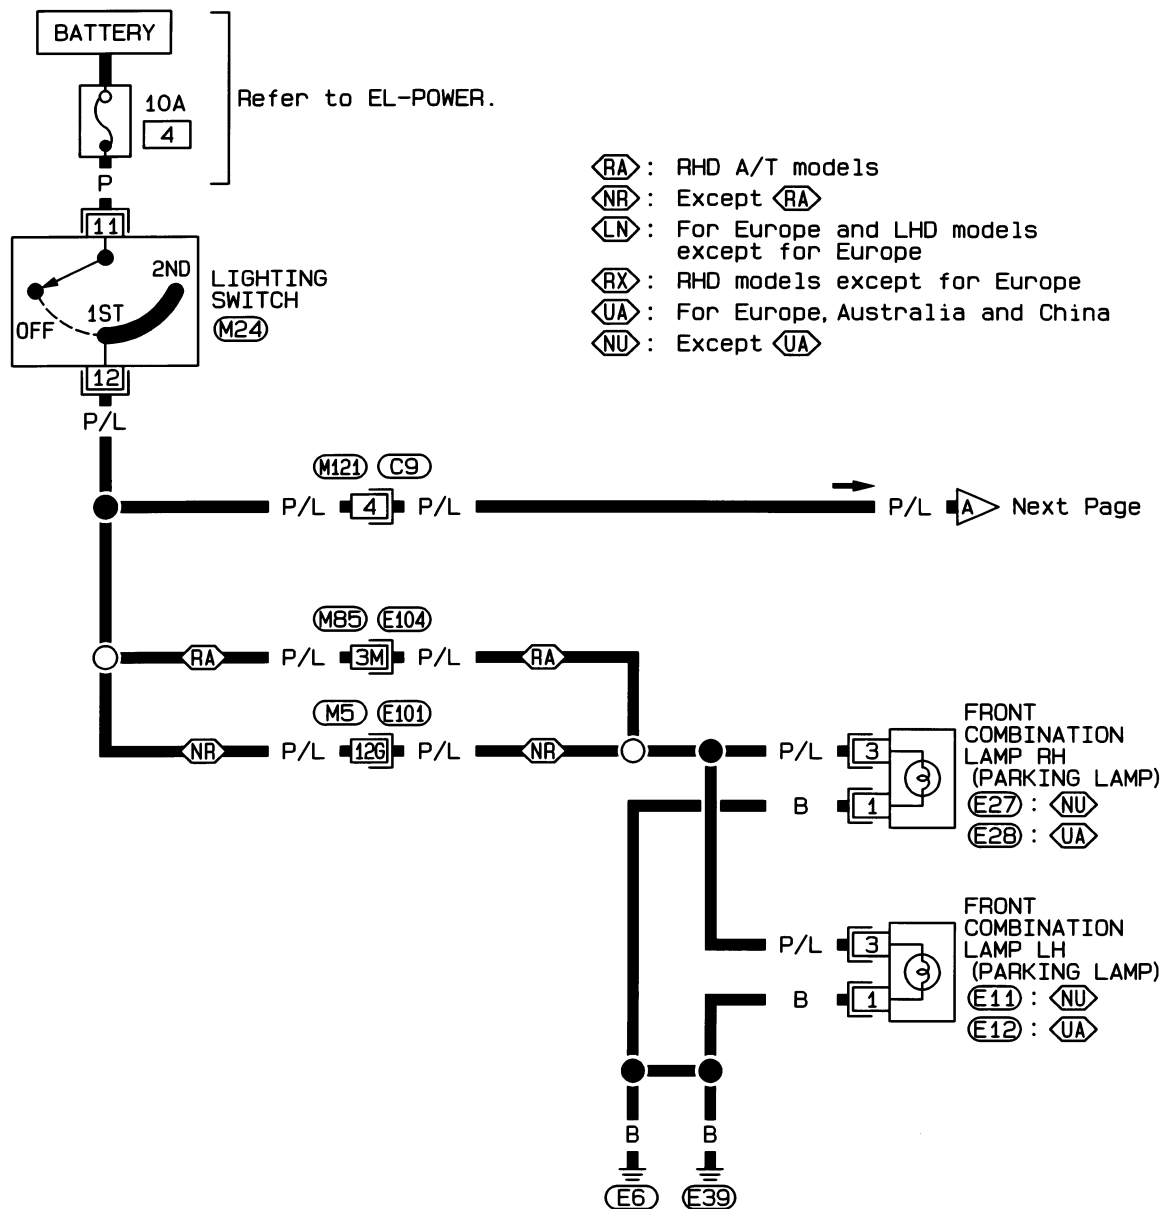 BATTERY
10A
4
Refer to EL-POWER.
P
11
2ND
1ST
OFF
LIGHTING
SWITCH
M24
12
P/L
RA : RHD A/T models
NR : Except RA
LN : For Europe and LHD models
except for Europe
RX : RHD models except for Europe
UA : For Europe, Australia and China
NU : Except UA
M121 C9
P/L 4 P/L P/L A Next Page
M85 E104
RA P/L 3M P/L RA
M5 E101
NR P/L 12G P/L NR P/L 3
B 1
FRONT
COMBINATION
LAMP RH
(PARKING LAMP)
E27 : NU
E28 : UA
P/L 3
B 1
FRONT
COMBINATION
LAMP LH
(PARKING LAMP)
E11 : NU
E12 : UA
B B
E6 E39